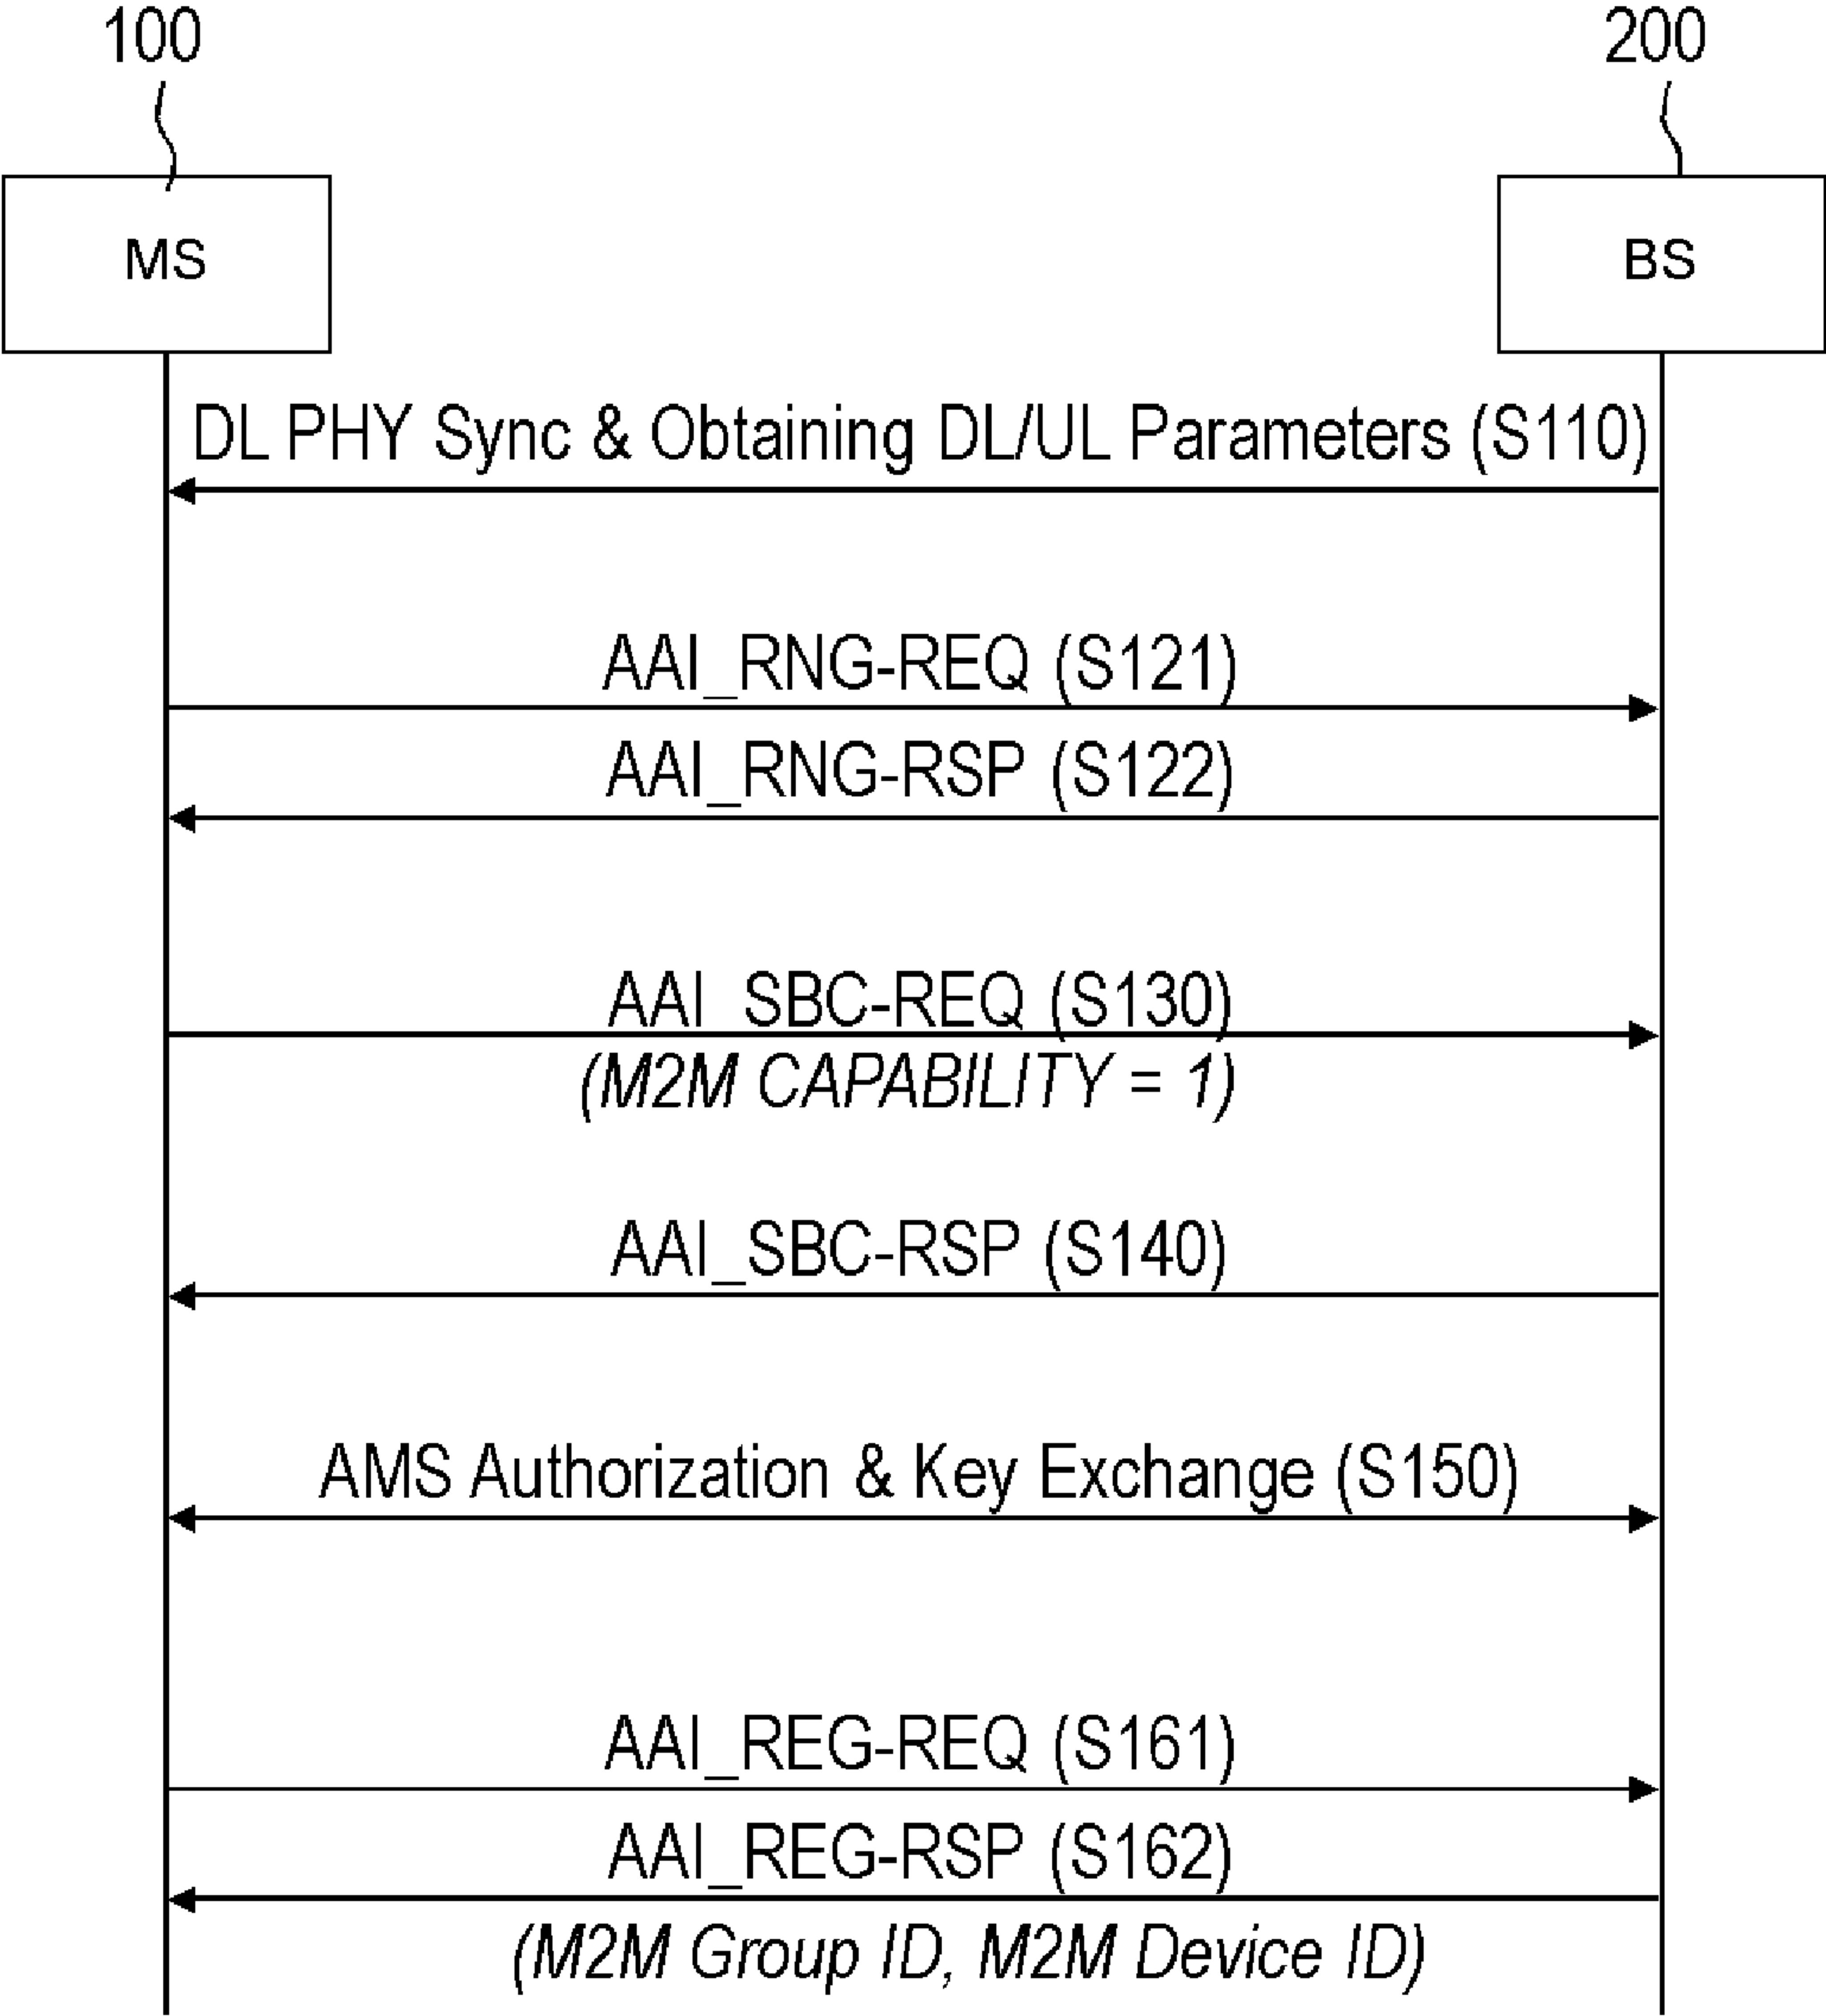 100
200
MS
BS
DL PHY Sync & Obtaining DL/UL Parameters (S110)
AAI_RNG-REQ (S121)
AAI_RNG-RSP (S122)
AAI_SBC-REQ (S130)
(M2M CAPABILITY = 1)
AAI_SBC-RSP (S140)
AMS Authorization & Key Exchange (S150)
AAI_REG-REQ (S161)
AAI_REG-RSP (S162)
(M2M Group ID, M2M Device ID)